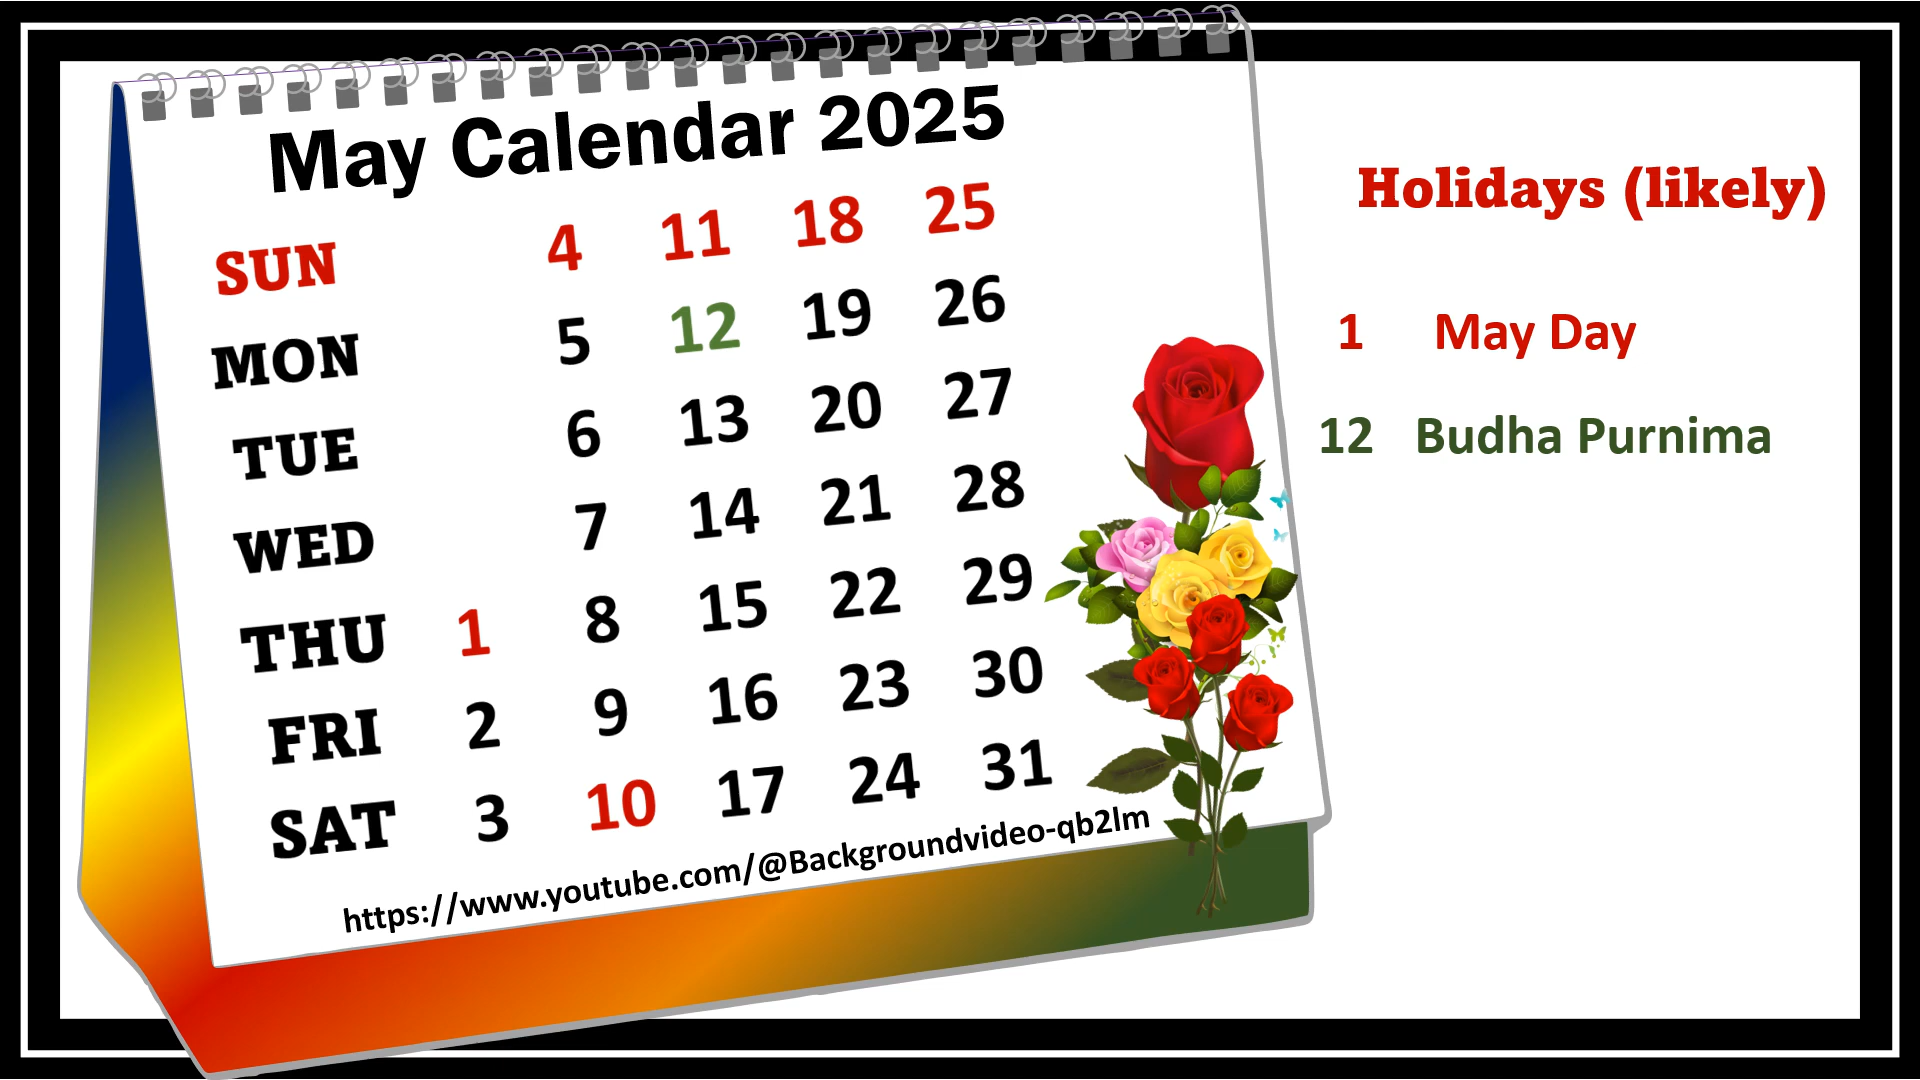 May Calendar 2025
SUN 4 11 18 25
MON 5 12 19 26
TUE 6 13 20 27
WED 7 14 21 28
THU 1 8 15 22 29
FRI 2 9 16 23 30
SAT 3 10 17 24 31
https://www.youtube.com/@Backgroundvideo-qb2lm
Holidays (likely)
1 May Day
12 Budha Purnima